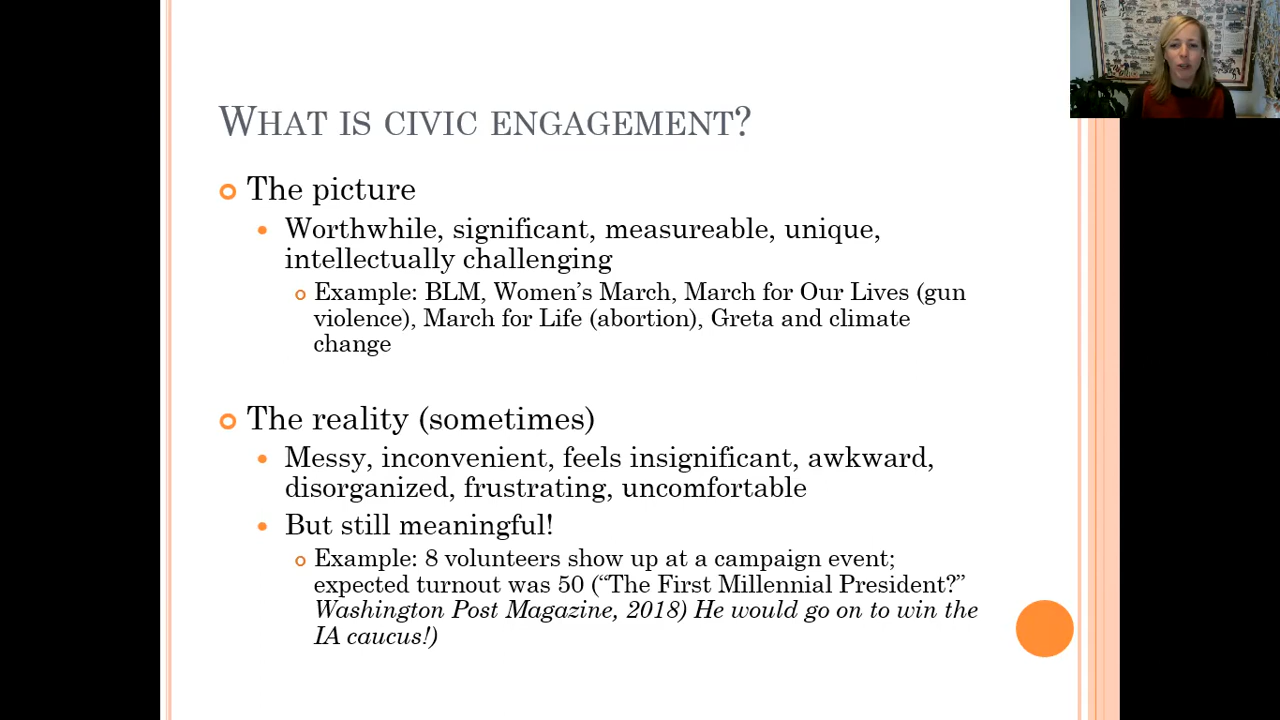 WHAT IS CIVIC ENGAGEMENT?
The picture
Worthwhile, significant, measureable, unique,
intellectually challenging
Example: BLM, Women's March, March for Our Lives (gun
violence), March for Life (abortion), Greta and climate
change
The reality (sometimes)
Messy, inconvenient, feels insignificant, awkward,
disorganized, frustrating, uncomfortable
But still meaningful!
Example: 8 volunteers show up at a campaign event;
expected turnout was 50 (“The First Millennial President?”
Washington Post Magazine, 2018) He would go on to win the
IA caucus!)